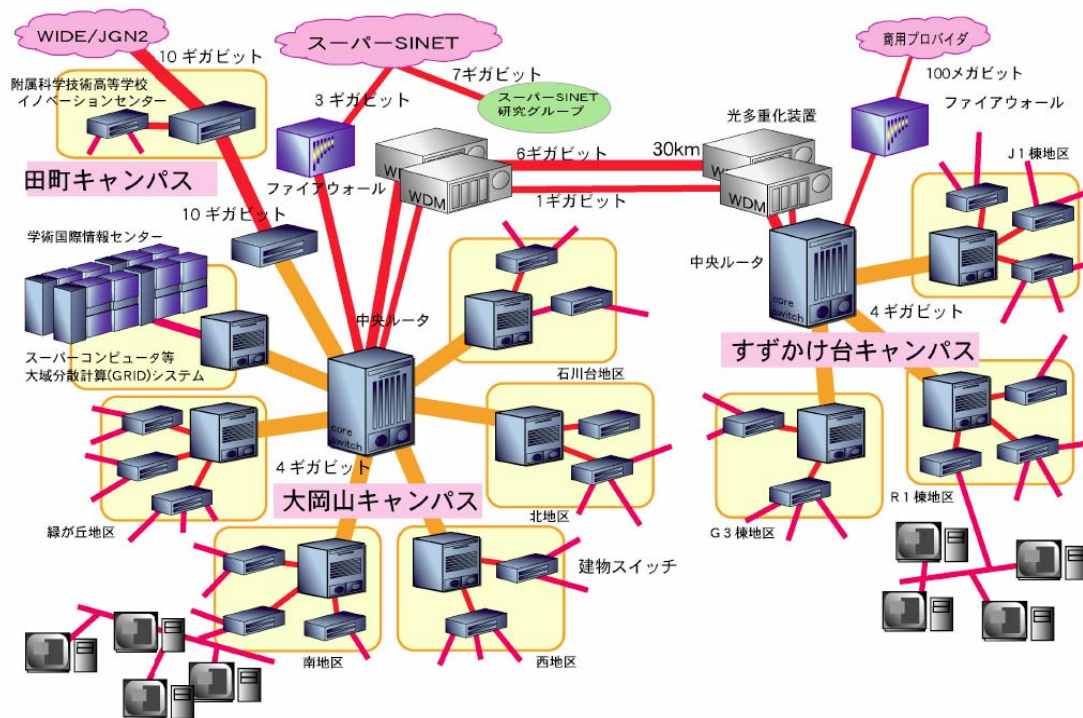 WIDE/JGN2
10 ギガビット
スーパーSINET
商用プロバイダ
附属科学技術高等学校
イノベーションセンター
3 ギガビット
7ギガビット
スーパーSINET
研究グループ
100メガビット
ファイアウォール
光多重化装置
J1棟地区
田町キャンパス
ファイアウォール
WDM
WDM
6ギガビット
30km
WDM
WDM
1ギガビット
10 ギガビット
学術国際情報センター
中央ルータ
中央ルータ
core
switch
4 ギガビット
スーパーコンピュータ等
大域分散計算(GRID)システム
石川台地区
すずかけ台キャンパス
core
switch
4 ギガビット
大岡山キャンパス
緑が丘地区
北地区
G3棟地区
R1棟地区
建物スイッチ
南地区
西地区